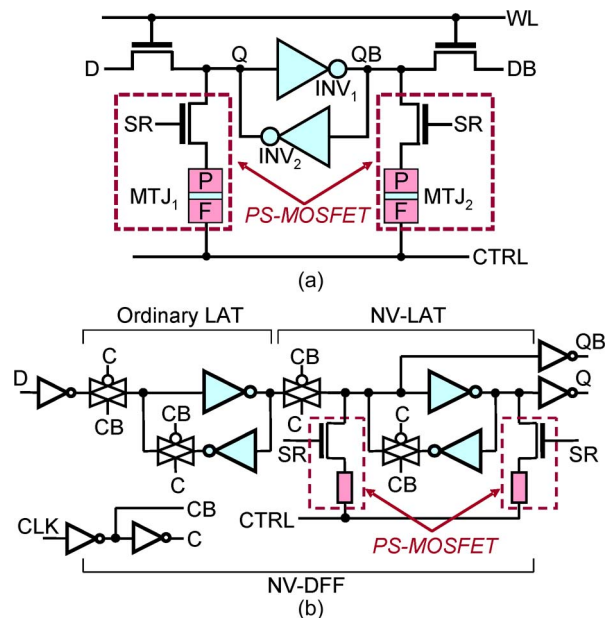 WL
D Q QB DB
INV1
SR SR
INV2
P P
MTJ1 MTJ2
F PS-MOSFET F
CTRL
(a)
Ordinary LAT NV-LAT
QB
C CB
D Q
CB C
CB C
SR SR
C CB
CTRL
CLK CB
C PS-MOSFET
NV-DFF
(b)